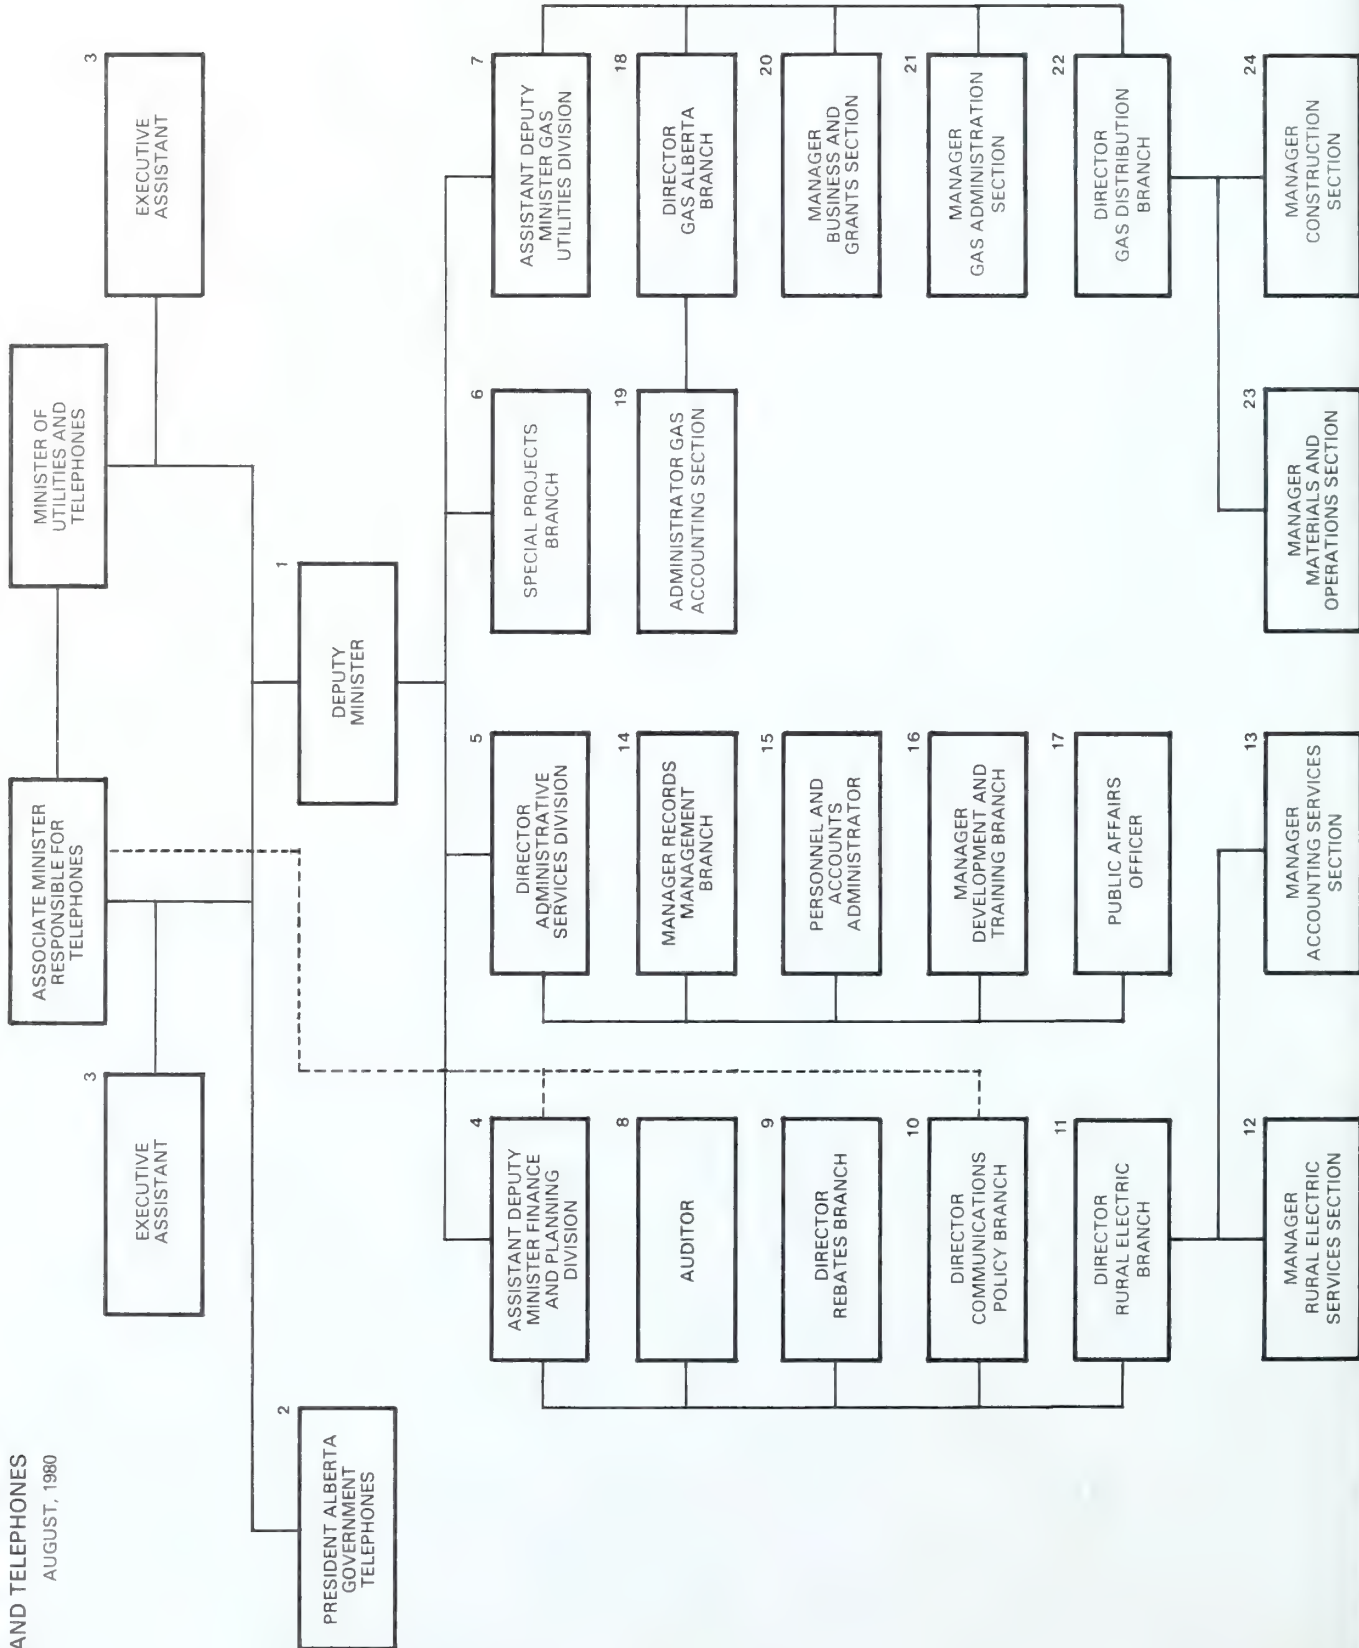 AND TELEPHONES
AUGUST, 1980
ASSOCIATE MINISTER
RESPONSIBLE FOR
TELEPHONES
MINISTER OF
UTILITIES AND
TELEPHONES
3
EXECUTIVE
ASSISTANT
3
EXECUTIVE
ASSISTANT
2
PRESIDENT ALBERTA
GOVERNMENT
TELEPHONES
1
DEPUTY
MINISTER
4
ASSISTANT DEPUTY
MINISTER FINANCE
AND PLANNING
DIVISION
5
DIRECTOR
ADMINISTRATIVE
SERVICES DIVISION
6
SPECIAL PROJECTS
BRANCH
7
ASSISTANT DEPUTY
MINISTER GAS
UTILITIES DIVISION
8
AUDITOR
14
MANAGER RECORDS
MANAGEMENT
BRANCH
19
ADMINISTRATOR GAS
ACCOUNTING SECTION
18
DIRECTOR
GAS ALBERTA
BRANCH
9
DIRECTOR
REBATES BRANCH
15
PERSONNEL AND
ACCOUNTS
ADMINISTRATOR
20
MANAGER
BUSINESS AND
GRANTS SECTION
10
DIRECTOR
COMMUNICATIONS
POLICY BRANCH
16
MANAGER
DEVELOPMENT AND
TRAINING BRANCH
21
MANAGER
GAS ADMINISTRATION
SECTION
11
DIRECTOR
RURAL ELECTRIC
BRANCH
17
PUBLIC AFFAIRS
OFFICER
22
DIRECTOR
GAS DISTRIBUTION
BRANCH
12
MANAGER
RURAL ELECTRIC
SERVICES SECTION
13
MANAGER
ACCOUNTING SERVICES
SECTION
23
MANAGER
MATERIALS AND
OPERATIONS SECTION
24
MANAGER
CONSTRUCTION
SECTION